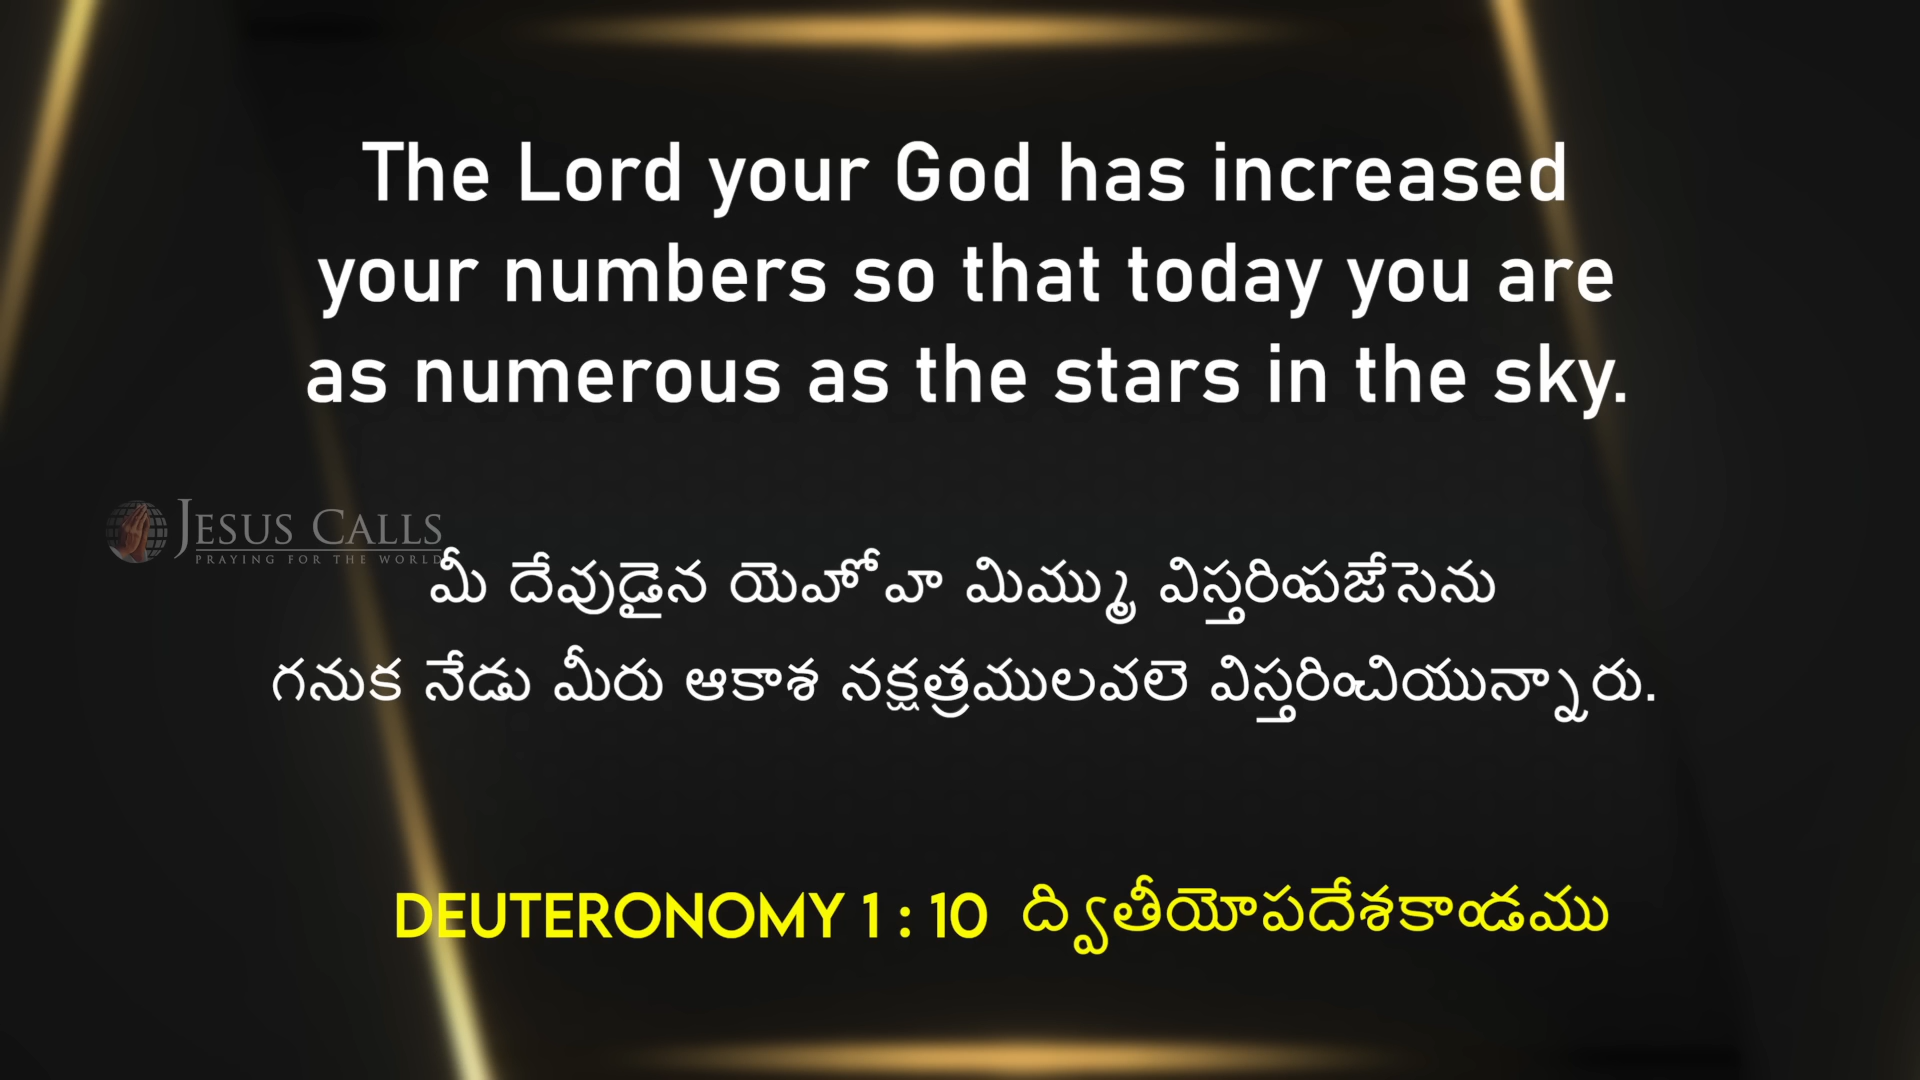 The Lord your God has increased
your numbers so that today you are
as numerous as the stars in the sky.
JESUS CALLS
PRAYING FOR THE WORLD
మీ దేవుడైన యెహోవా మిమ్ము విస్తరింపజేసెను
గనుక నేడు మీరు ఆకాశ నక్షత్రములవలె విస్తరించియున్నారు.
DEUTERONOMY 1 : 10 ద్వితీయోపదేశకాండము